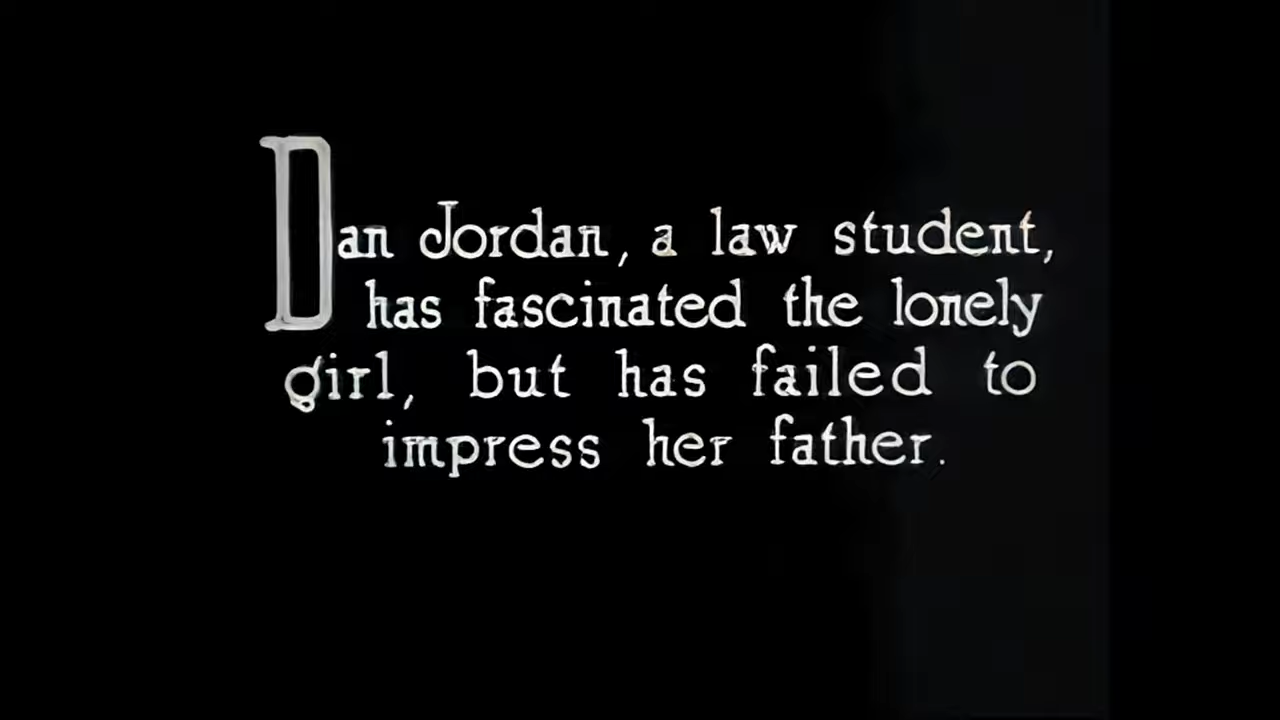 Dan Jordan, a law student,
has fascinated the lonely
girl, but has failed to
impress her father.